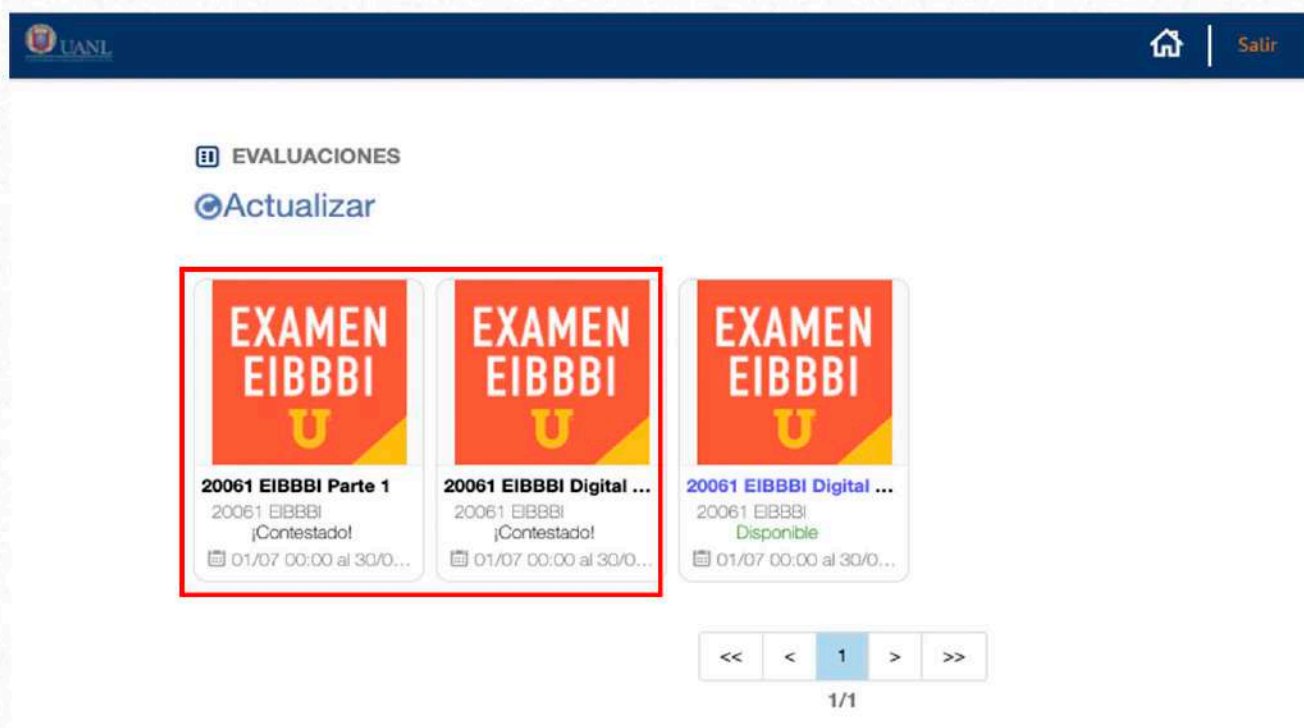 UANL
Salir
EVALUACIONES
Actualizar
EXAMEN
EIBBBI
U
20061 EIBBBI Parte 1
20061 EIBBBI
¡Contestado!
01/07 00:00 al 30/0...
EXAMEN
EIBBBI
U
20061 EIBBBI Digital ...
20061 EIBBBI
¡Contestado!
01/07 00:00 al 30/0...
EXAMEN
EIBBBI
U
20061 EIBBBI Digital ...
20061 EIBBBI
Disponible
01/07 00:00 al 30/0...
<< < 1 > >>
1/1